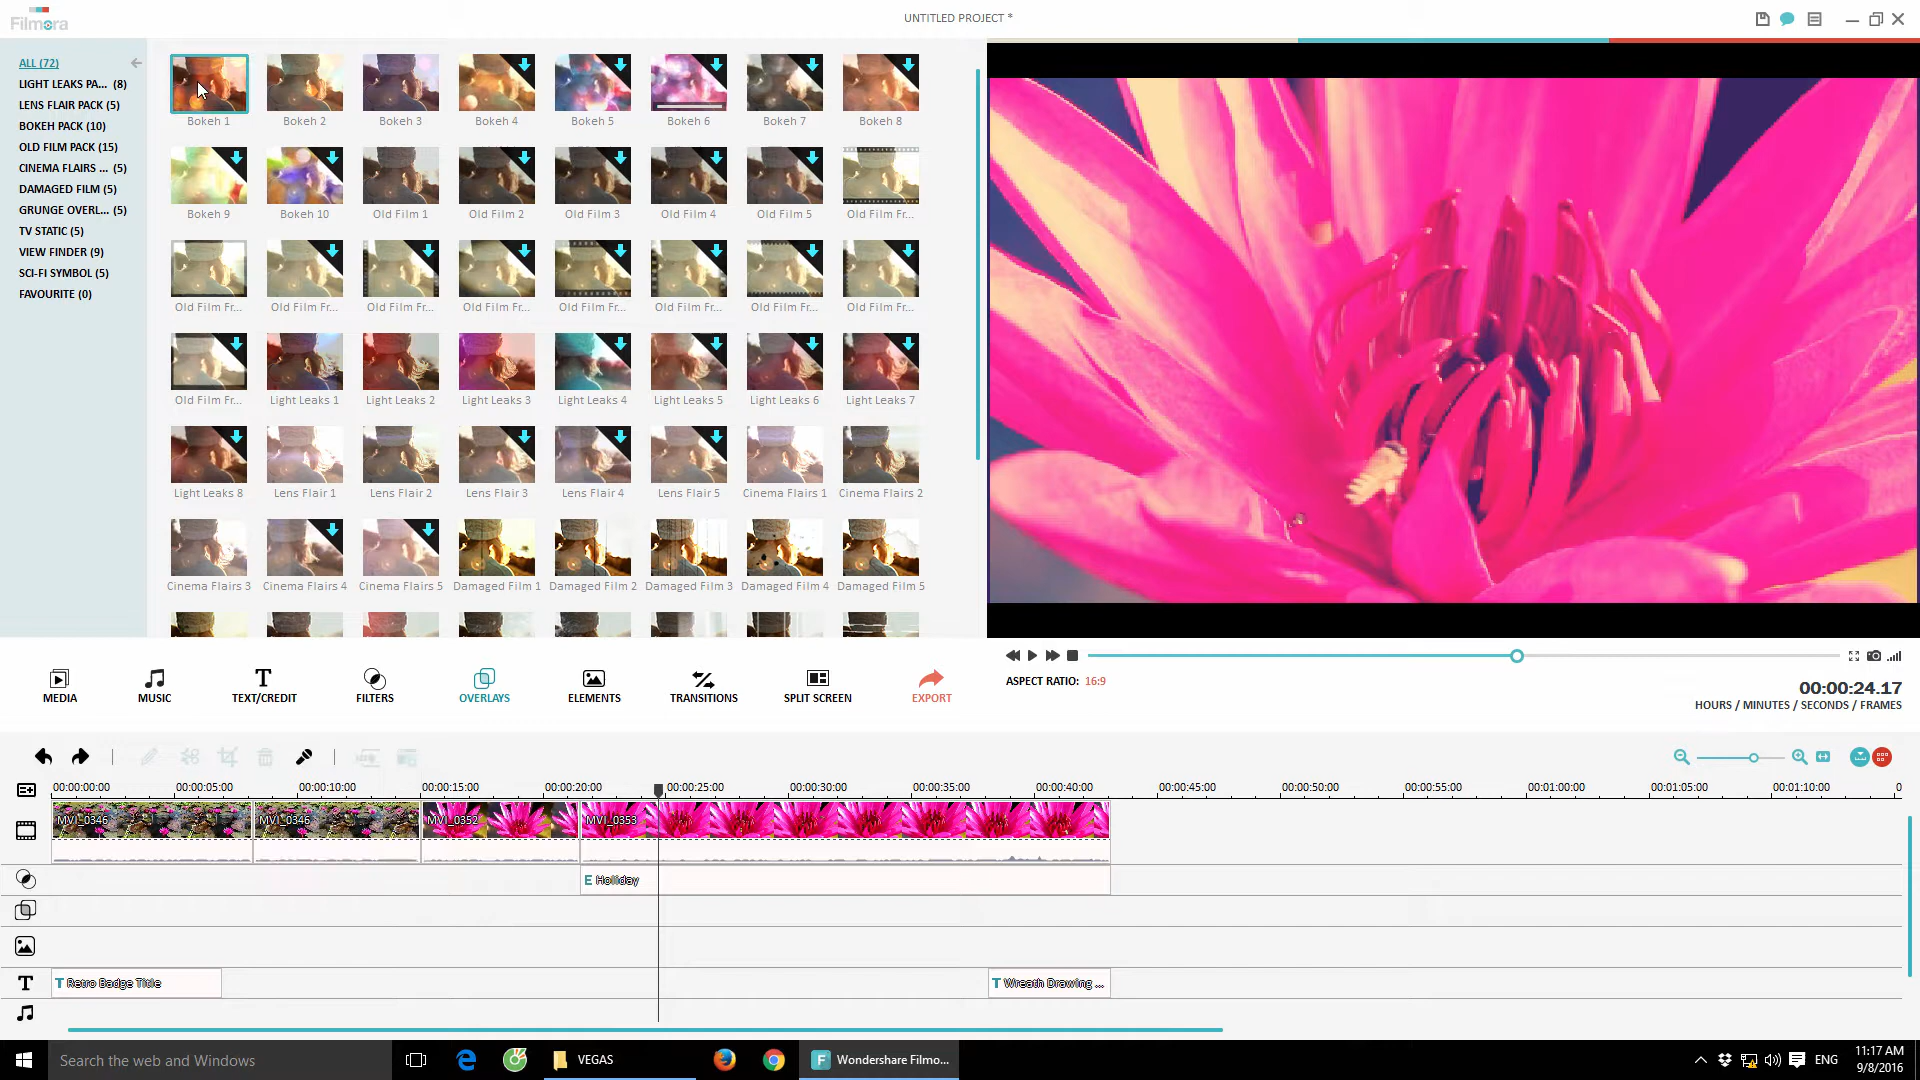 Filmora
UNTITLED PROJECT *
ALL (72)
LIGHT LEAKS PA... (8)
LENS FLAIR PACK (5)
BOKEH PACK (10)
OLD FILM PACK (15)
CINEMA FLAIRS ... (5)
DAMAGED FILM (5)
GRUNGE OVERL... (5)
TV STATIC (5)
VIEW FINDER (9)
SCI-FI SYMBOL (5)
FAVOURITE (0)
Bokeh 1 Bokeh 2 Bokeh 3 Bokeh 4 Bokeh 5 Bokeh 6 Bokeh 7 Bokeh 8
Bokeh 9 Bokeh 10 Old Film 1 Old Film 2 Old Film 3 Old Film 4 Old Film 5 Old Film Fr...
Old Film Fr... Old Film Fr... Old Film Fr... Old Film Fr... Old Film Fr... Old Film Fr... Old Film Fr... Old Film Fr...
Old Film Fr... Light Leaks 1 Light Leaks 2 Light Leaks 3 Light Leaks 4 Light Leaks 5 Light Leaks 6 Light Leaks 7
Light Leaks 8 Lens Flair 1 Lens Flair 2 Lens Flair 3 Lens Flair 4 Lens Flair 5 Cinema Flairs 1 Cinema Flairs 2
Cinema Flairs 3 Cinema Flairs 4 Cinema Flairs 5 Damaged Film 1 Damaged Film 2 Damaged Film 3 Damaged Film 4 Damaged Film 5
MEDIA MUSIC TEXT/CREDIT FILTERS OVERLAYS ELEMENTS TRANSITIONS SPLIT SCREEN EXPORT
ASPECT RATIO: 16:9
00:00:24.17
HOURS / MINUTES / SECONDS / FRAMES
00:00:00:00 00:00:05:00 00:00:10:00 00:00:15:00 00:00:20:00 00:00:25:00 00:00:30:00 00:00:35:00 00:00:40:00 00:00:45:00 00:00:50:00 00:00:55:00 00:01:00:00 00:01:05:00 00:01:10:00 0
MVI_0346 MVI_0346 MVI_0352 MVI_0353
E Holiday
T Retro Badge Title T Wreath Drawing ...
Search the web and Windows
VEGAS
Wondershare Filmo...
ENG
11:17 AM
9/8/2016